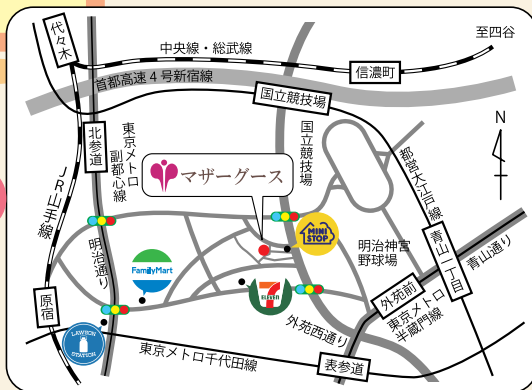 代々木
至四谷
中央線・総武線
信濃町
首都高速4号新宿線
国立競技場
N
北参道
東京メトロ
副都心線
国立競技場
都営大江戸線
JR山手線
マザーグース
MINI
STOP
明治神宮
野球場
青山一丁目
青山通り
明治通り
FamilyMart
7
ELEVEN
外苑前
東京メトロ
半蔵門線
原宿
外苑西通り
LAWSON
STATION
東京メトロ千代田線
表参道